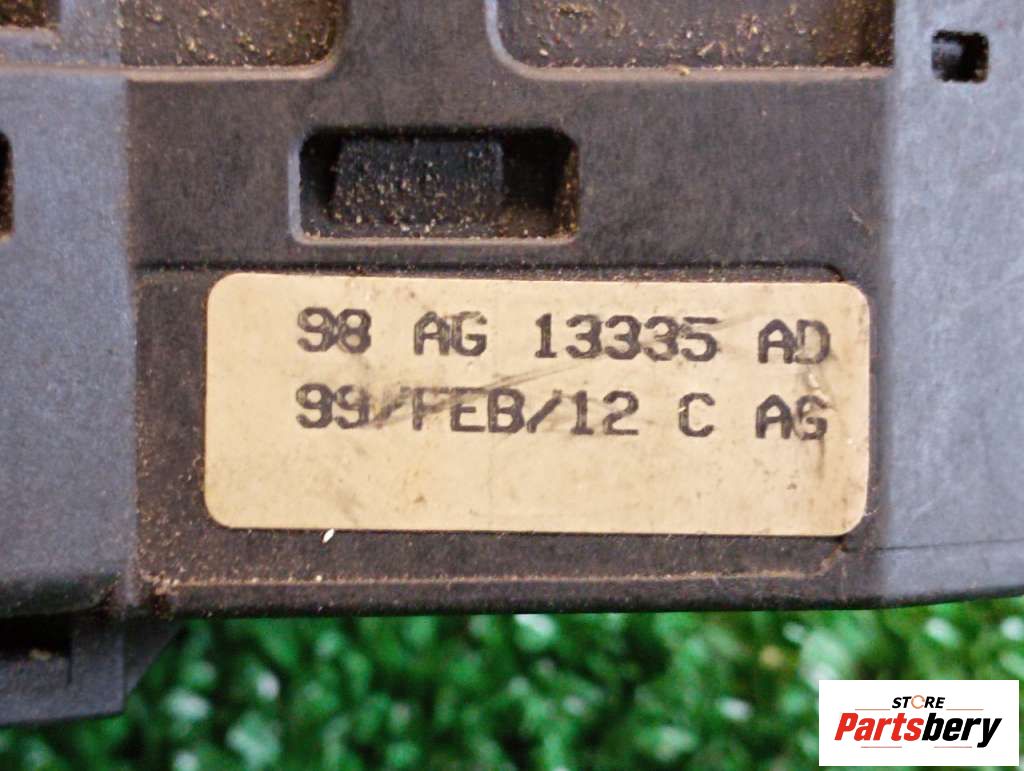 98 AG 13335 AD
99/FEB/12 C AG
STORE
Partsbery